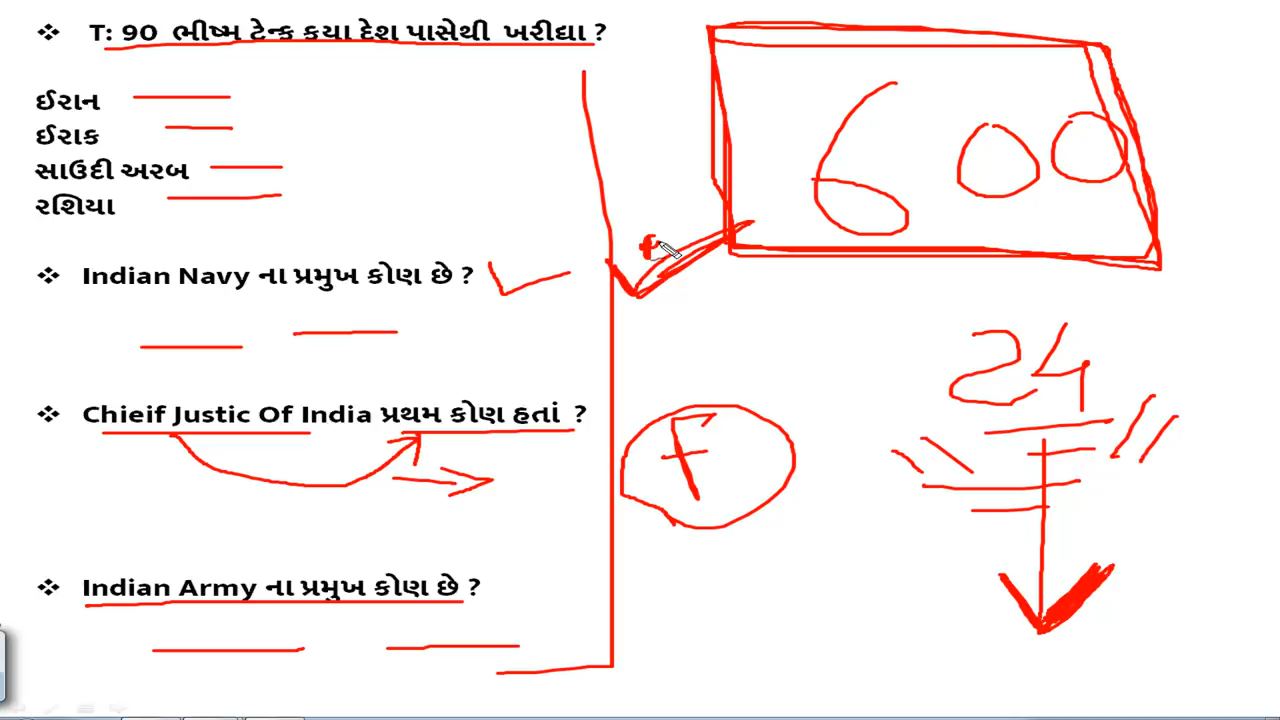 ❖ T: 90 ભીષ્મ ટેન્ક કયા દેશ પાસેથી ખરીદ્યા ?
ઈરાન
ઈરાક
સાઉદી અરબ
રશિયા
❖ Indian Navy ના પ્રમુખ કોણ છે ?
❖ Chieif Justic Of India પ્રથમ કોણ હતાં ?
❖ Indian Army ના પ્રમુખ કોણ છે ?
600
24